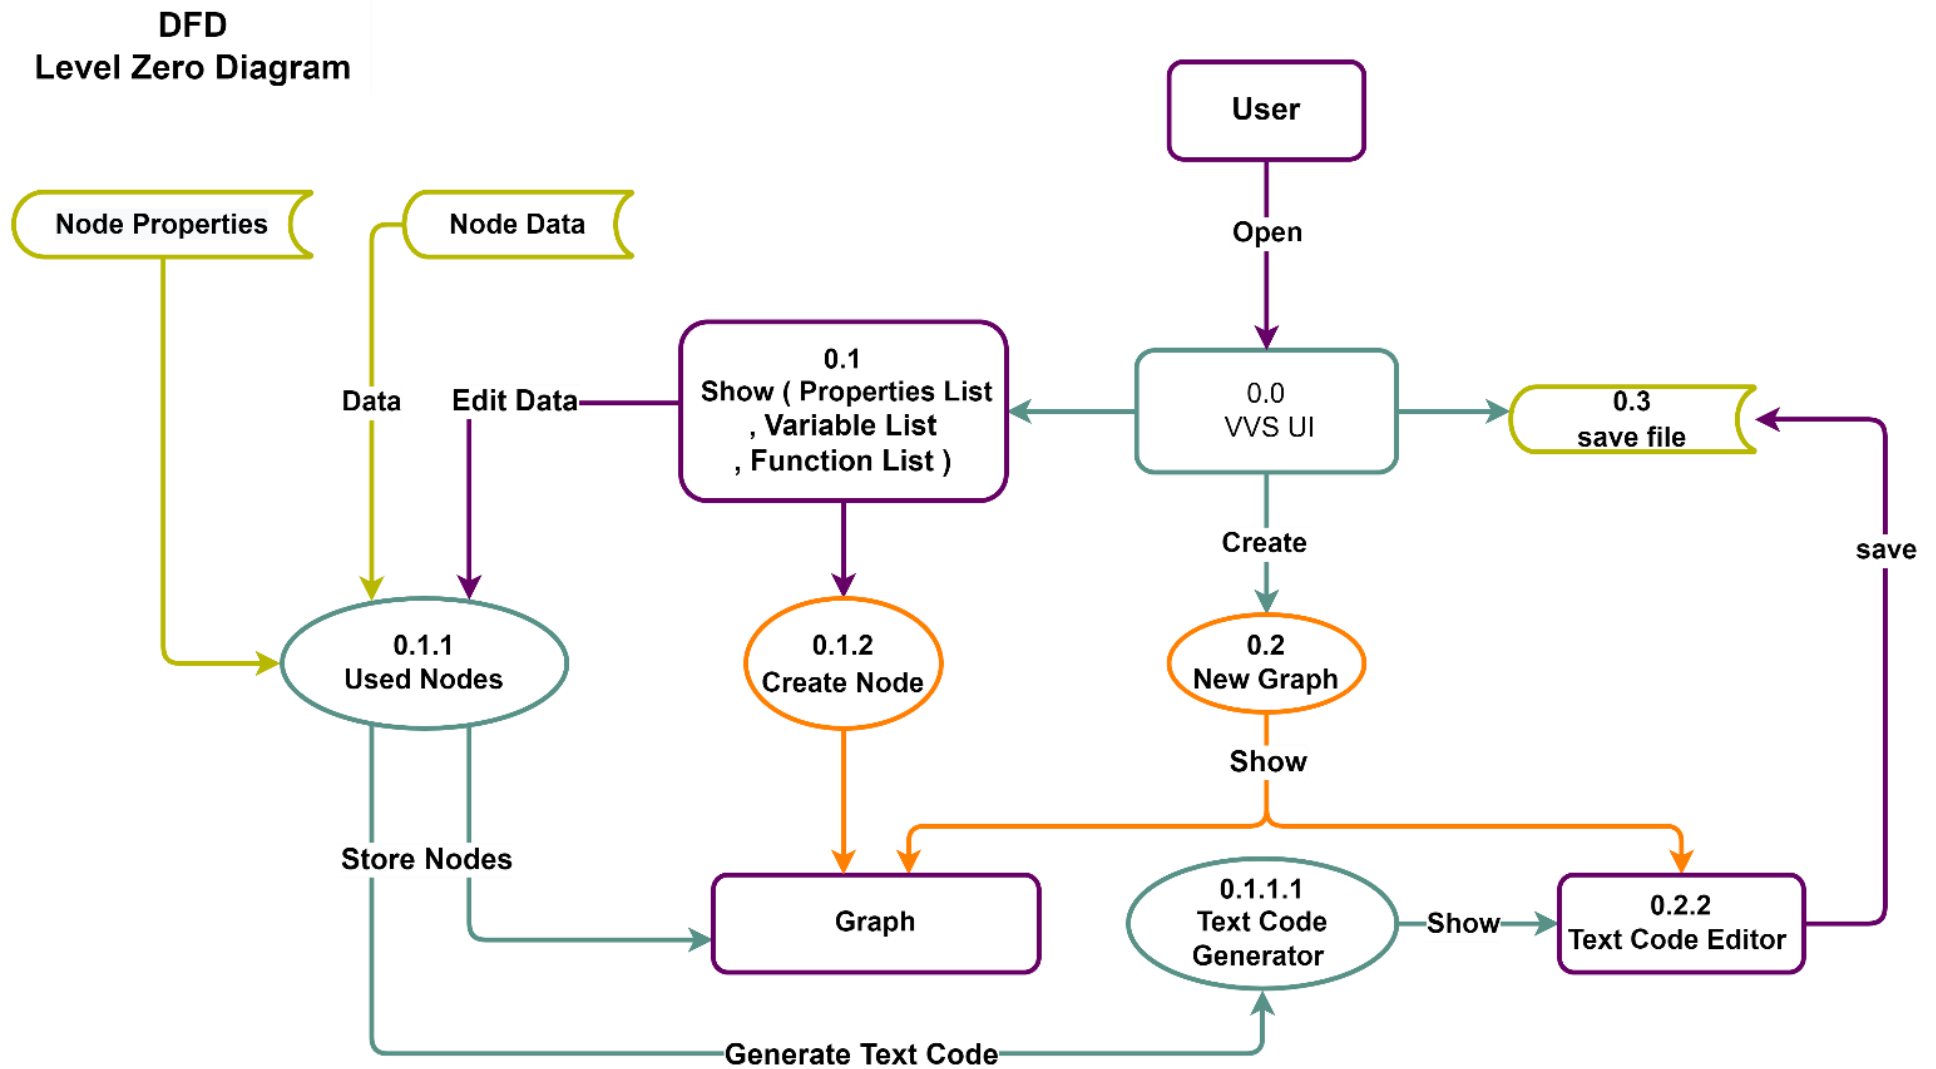 DFD
Level Zero Diagram
User
Node Properties
Node Data
Open
0.1
Show ( Properties List
, Variable List
, Function List )
0.0
VVS UI
0.3
save file
Data
Edit Data
Create
save
0.1.1
Used Nodes
0.1.2
Create Node
0.2
New Graph
Show
Store Nodes
Graph
0.1.1.1
Text Code
Generator
Show
0.2.2
Text Code Editor
Generate Text Code